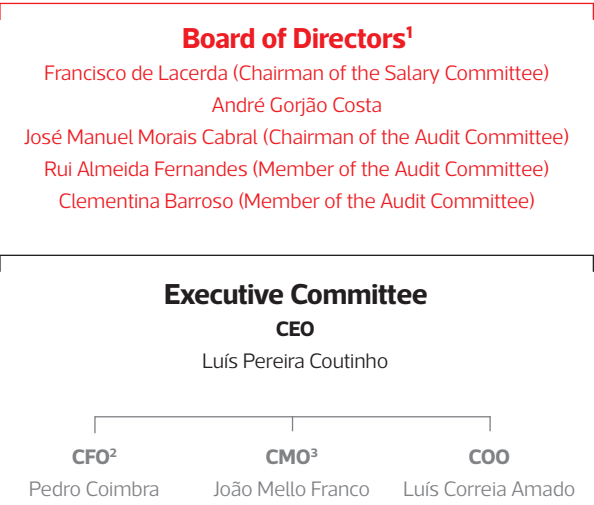 Board of Directors¹
Francisco de Lacerda (Chairman of the Salary Committee)
André Gorjão Costa
José Manuel Morais Cabral (Chairman of the Audit Committee)
Rui Almeida Fernandes (Member of the Audit Committee)
Clementina Barroso (Member of the Audit Committee)
Executive Committee
CEO
Luís Pereira Coutinho
CFO² CMO³ COO
Pedro Coimbra João Mello Franco Luís Correia Amado